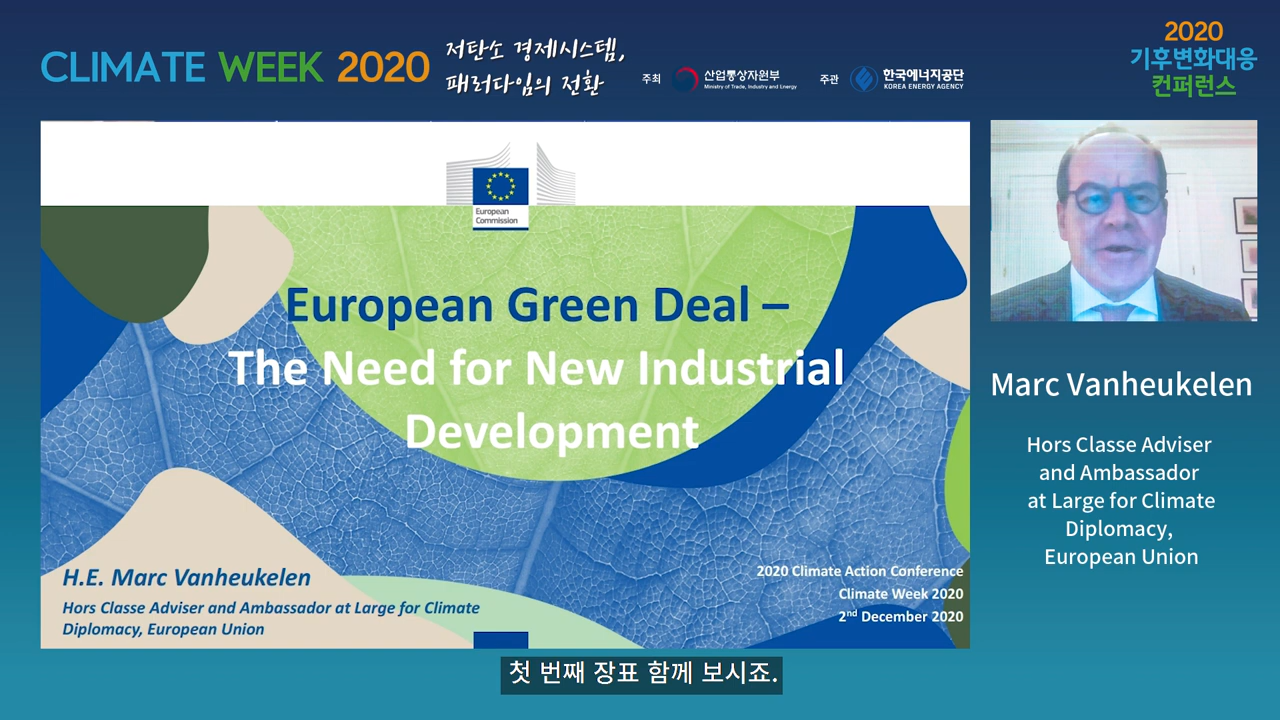 CLIMATE WEEK 2020
저탄소 경제시스템,
패러다임의 전환
주최
산업통상자원부
Ministry of Trade, Industry and Energy
주관
한국에너지공단
KOREA ENERGY AGENCY
2020
기후변화대응
컨퍼런스
European
Commission
European Green Deal –
The Need for New Industrial
Development
H.E. Marc Vanheukelen
Hors Classe Adviser and Ambassador at Large for Climate
Diplomacy, European Union
2020 Climate Action Conference
Climate Week 2020
2nd December 2020
Marc Vanheukelen
Hors Classe Adviser
and Ambassador
at Large for Climate
Diplomacy,
European Union
첫 번째 장표 함께 보시죠.